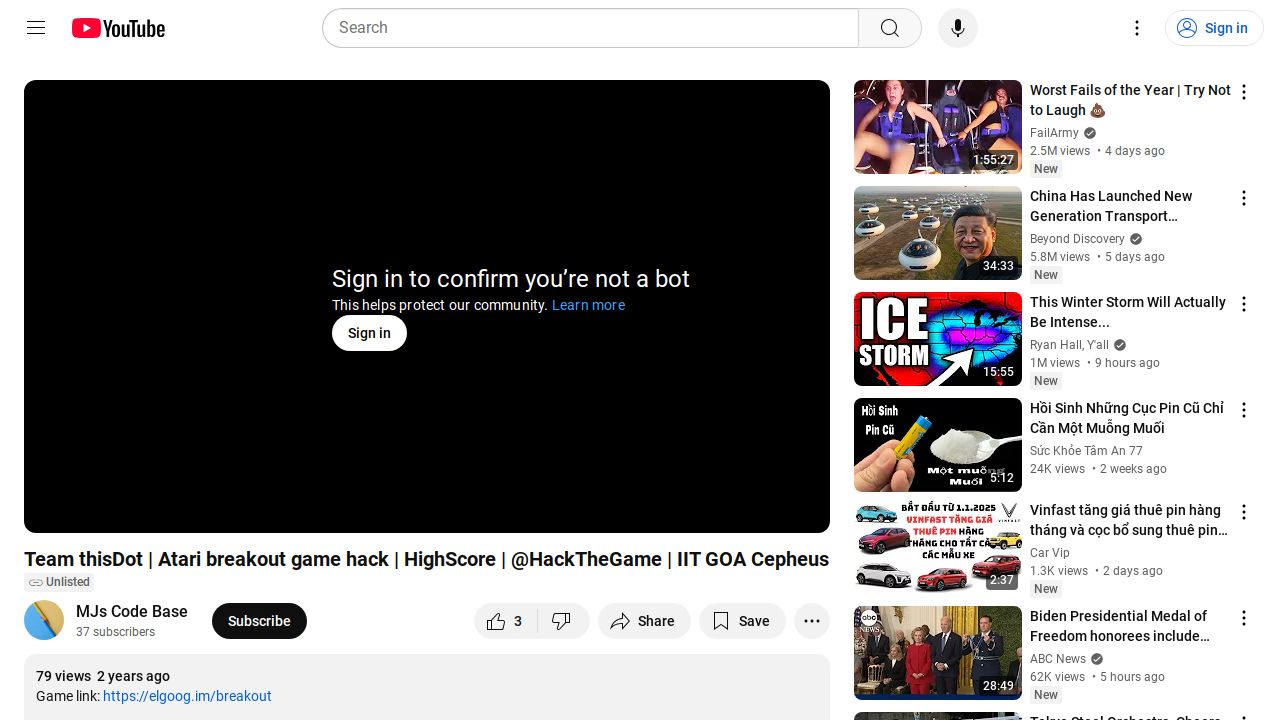 YouTube
Search
Sign in
Sign in to confirm you’re not a bot
This helps protect our community. Learn more
Sign in
Team thisDot | Atari breakout game hack | HighScore | @HackTheGame | IIT GOA Cepheus
Unlisted
MJs Code Base
37 subscribers
Subscribe
3
Share
Save
79 views 2 years ago
Game link: https://elgoog.im/breakout
1:55:27
Worst Fails of the Year | Try Not
to Laugh 💩
FailArmy
2.5M views • 4 days ago
New
34:33
China Has Launched New
Generation Transport…
Beyond Discovery
5.8M views • 5 days ago
New
ICE
STORM
15:55
This Winter Storm Will Actually
Be Intense...
Ryan Hall, Y'all
1M views • 9 hours ago
New
Hồi Sinh
Pin Cũ
Một muỗng
Muối
5:12
Hồi Sinh Những Cục Pin Cũ Chỉ
Cần Một Muỗng Muối
Sức Khỏe Tâm An 77
24K views • 2 weeks ago
BẮT ĐẦU TỪ 1.1.2025
VINFAST TĂNG GIÁ
THUÊ PIN HÀNG
THÁNG CHO TẤT CẢ
CÁC MẪU XE
VINFAST
2:37
Vinfast tăng giá thuê pin hàng
tháng và cọc bổ sung thuê pin…
Car Vip
1.3K views • 2 days ago
New
abc
NEWS
28:49
Biden Presidential Medal of
Freedom honorees include…
ABC News
62K views • 5 hours ago
New